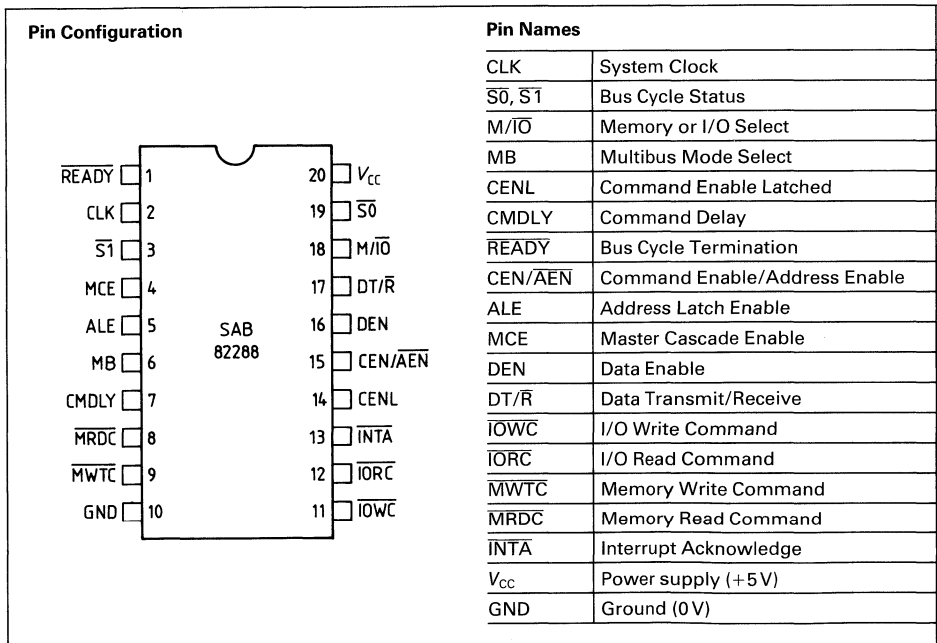 Pin Configuration
READY 1
CLK 2
S1 3
MCE 4
ALE 5
MB 6
CMDLY 7
MRDC 8
MWTC 9
GND 10
SAB
82288
20 VCC
19 S0
18 M/IO
17 DT/R
16 DEN
15 CEN/AEN
14 CENL
13 INTA
12 IORC
11 IOWC
Pin Names
CLK System Clock
S0, S1 Bus Cycle Status
M/IO Memory or I/O Select
MB Multibus Mode Select
CENL Command Enable Latched
CMDLY Command Delay
READY Bus Cycle Termination
CEN/AEN Command Enable/Address Enable
ALE Address Latch Enable
MCE Master Cascade Enable
DEN Data Enable
DT/R Data Transmit/Receive
IOWC I/O Write Command
IORC I/O Read Command
MWTC Memory Write Command
MRDC Memory Read Command
INTA Interrupt Acknowledge
VCC Power supply (+5V)
GND Ground (0V)